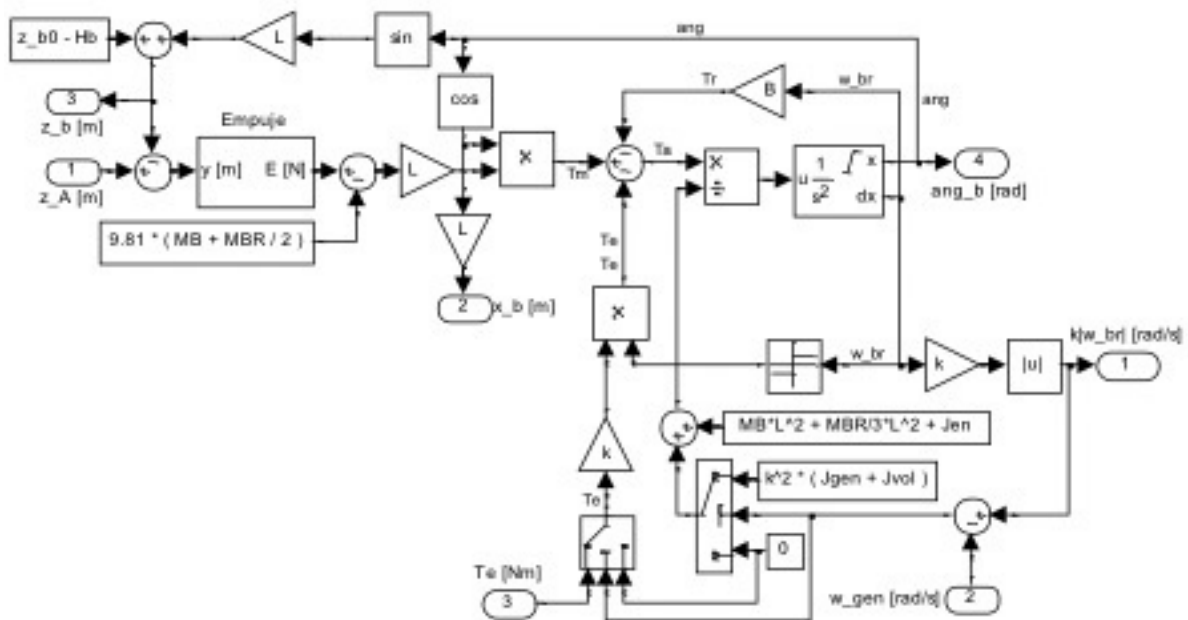 z_b0 - Hb
L
sin
ang
3
z_b [m]
cos
Tr
B
w_br
ang
Empuje
1
z_A [m]
y [m]
E [N]
L
×
Tm
Ta
×
÷
u
1
s²
x
dx
4
ang_b [rad]
9.81 * ( MB + MBR / 2 )
L
2
x_b [m]
Te
Te
×
w_br
k
|u|
k|w_br| [rad/s]
1
MB*L^2 + MBR/3*L^2 + Jen
k
k^2 * ( Jgen + Jvol )
Te
0
Te [Nm]
3
w_gen [rad/s]
2